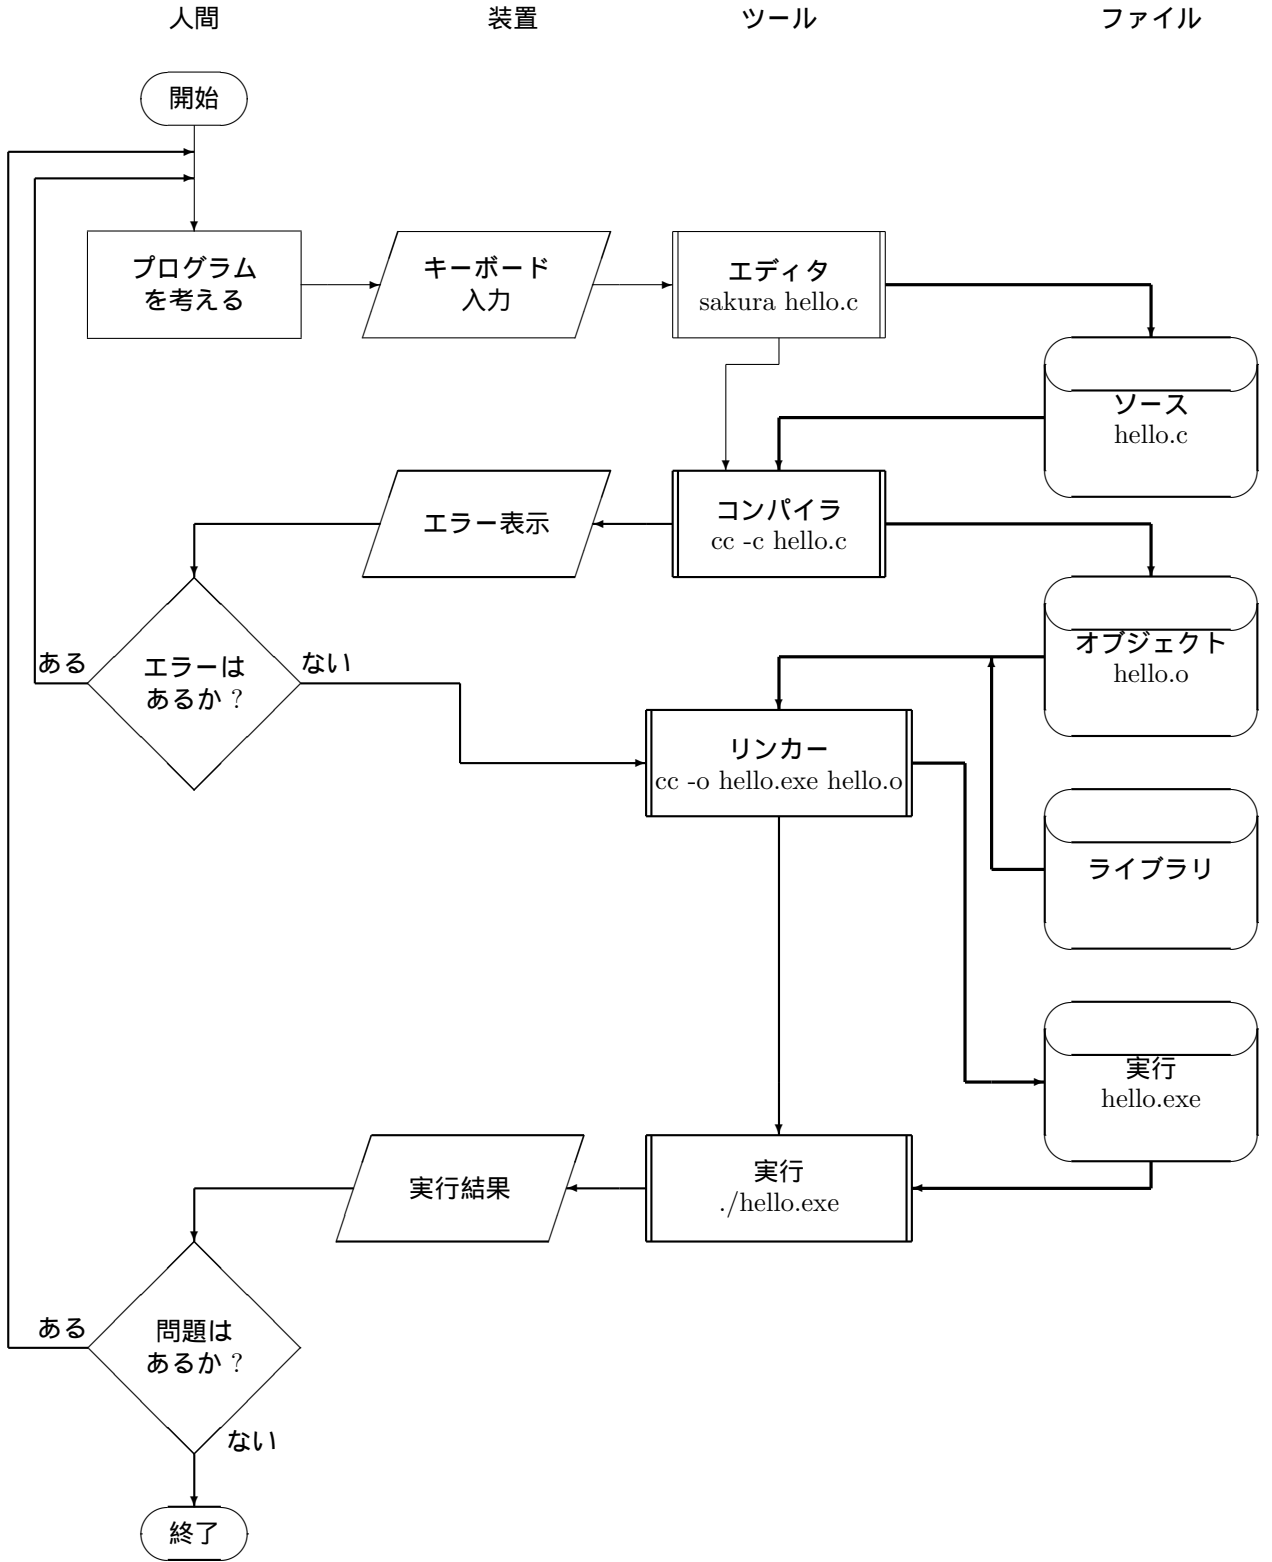 人間 装置 ツール ファイル
開始
プログラム
を考える
キーボード
入力
エディタ
sakura hello.c
ソース
hello.c
エラー表示
コンパイラ
cc -c hello.c
オブジェクト
hello.o
ある
エラーは
あるか?
ない
リンカー
cc -o hello.exe hello.o
ライブラリ
実行
hello.exe
実行結果
実行
./hello.exe
ある
問題は
あるか?
ない
終了